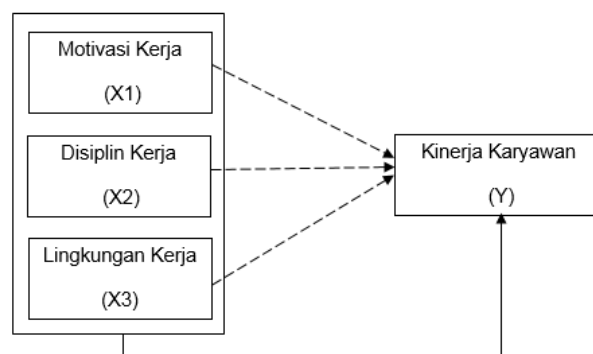 Motivasi Kerja
(X1)
Disiplin Kerja
(X2)
Lingkungan Kerja
(X3)
Kinerja Karyawan
(Y)